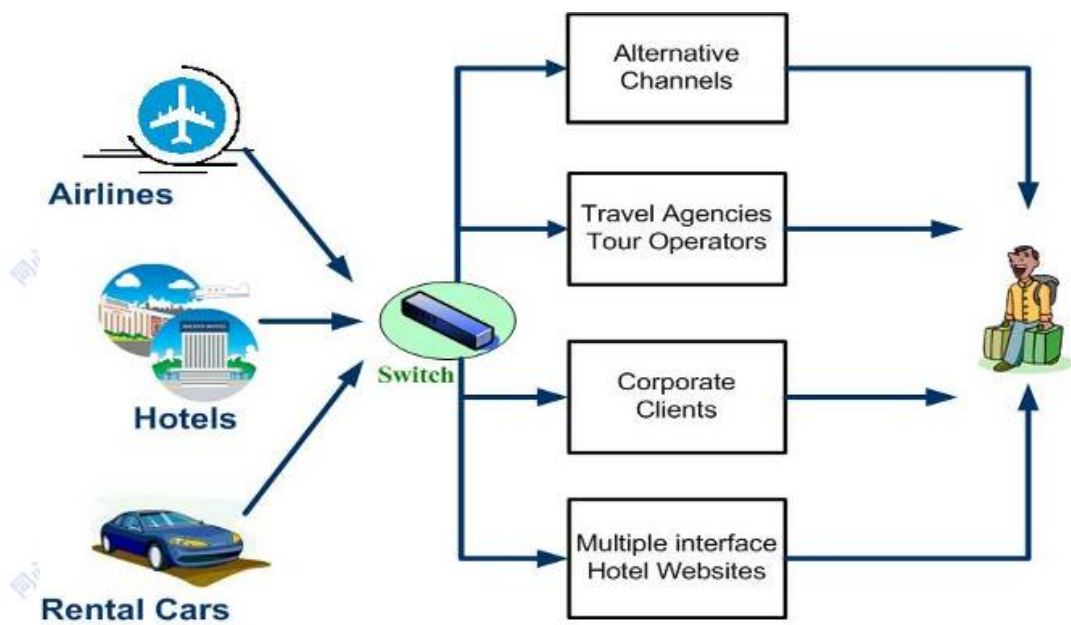 Airlines
Hotels
Rental Cars
Switch
Alternative
Channels
Travel Agencies
Tour Operators
Corporate
Clients
Multiple interface
Hotel Websites